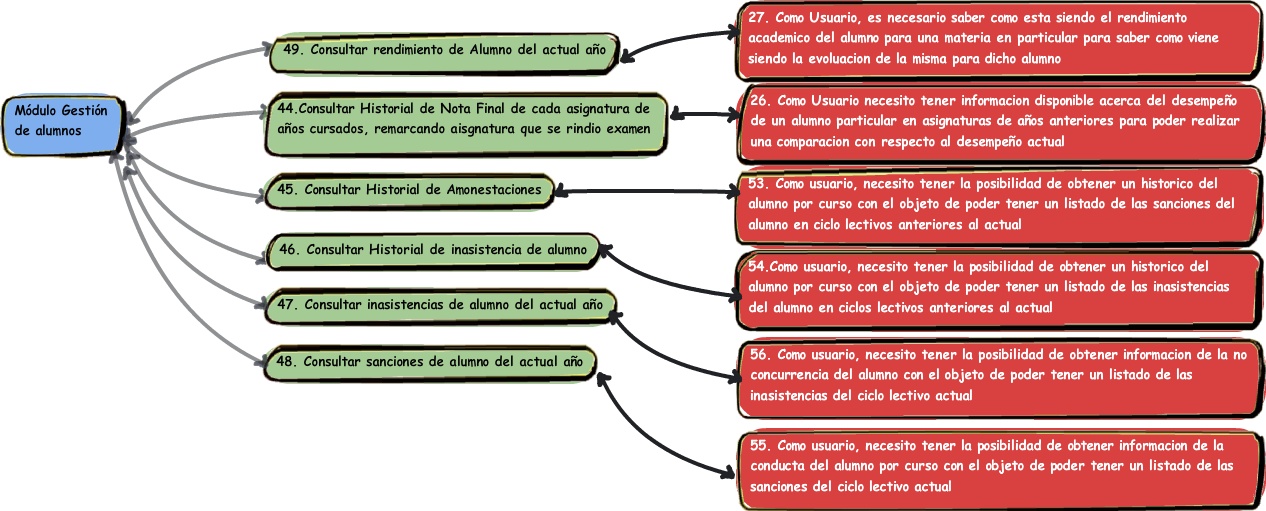 Módulo Gestión
de alumnos
49. Consultar rendimiento de Alumno del actual año
44.Consultar Historial de Nota Final de cada asignatura de
años cursados, remarcando aisgnatura que se rindio examen
45. Consultar Historial de Amonestaciones
46. Consultar Historial de inasistencia de alumno
47. Consultar inasistencias de alumno del actual año
48. Consultar sanciones de alumno del actual año
27. Como Usuario, es necesario saber como esta siendo el rendimiento
academico del alumno para una materia en particular para saber como viene
siendo la evoluacion de la misma para dicho alumno
26. Como Usuario necesito tener informacion disponible acerca del desempeño
de un alumno particular en asignaturas de años anteriores para poder realizar
una comparacion con respecto al desempeño actual
53. Como usuario, necesito tener la posibilidad de obtener un historico del
alumno por curso con el objeto de poder tener un listado de las sanciones del
alumno en ciclo lectivos anteriores al actual
54.Como usuario, necesito tener la posibilidad de obtener un historico del
alumno por curso con el objeto de poder tener un listado de las inasistencias
del alumno en ciclos lectivos anteriores al actual
56. Como usuario, necesito tener la posibilidad de obtener informacion de la no
concurrencia del alumno con el objeto de poder tener un listado de las
inasistencias del ciclo lectivo actual
55. Como usuario, necesito tener la posibilidad de obtener informacion de la
conducta del alumno por curso con el objeto de poder tener un listado de las
sanciones del ciclo lectivo actual